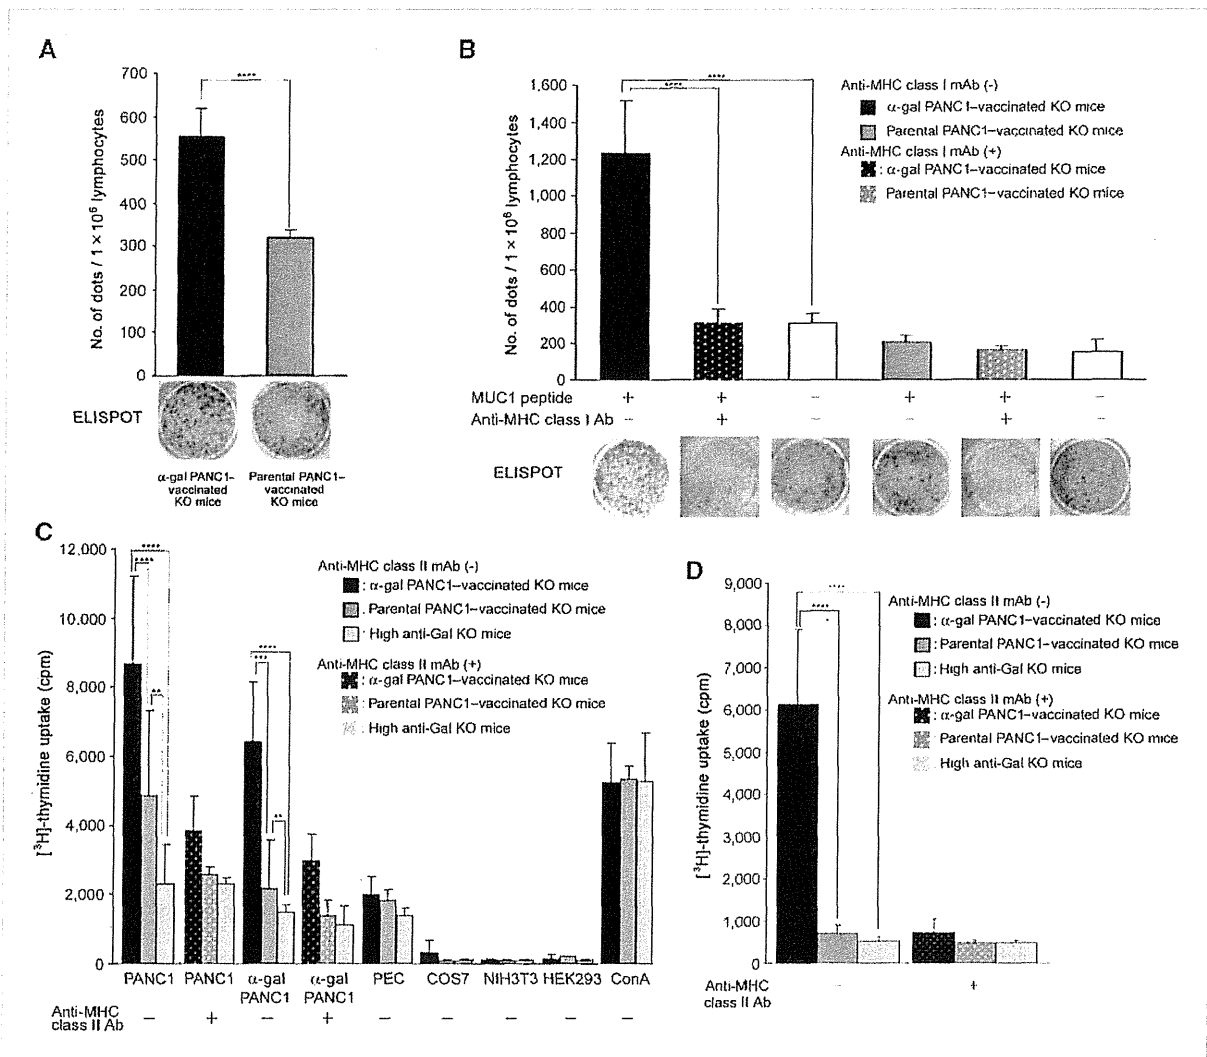 A
700
600
500
400
300
200
100
0
No. of dots / 1 × 10⁶ lymphocytes
****
ELISPOT
α-gal PANC1–
vaccinated
KO mice
Parental PANC1–
vaccinated
KO mice
B
1,600
1,400
1,200
1,000
800
600
400
200
0
No. of dots / 1 × 10⁶ lymphocytes
****
****
Anti-MHC class I mAb (-)
α-gal PANC1–vaccinated KO mice
Parental PANC1–vaccinated KO mice
Anti-MHC class I mAb (+)
: α-gal PANC1–vaccinated KO mice
Parental PANC1–vaccinated KO mice
MUC1 peptide + + – + + –
Anti-MHC class I Ab – + – – + –
ELISPOT
C
12,000
10,000
8,000
6,000
4,000
2,000
0
[³H]-thymidine uptake (cpm)
****
****
**
****
***
**
Anti-MHC class II mAb (-)
: α-gal PANC1–vaccinated KO mice
: Parental PANC1–vaccinated KO mice
: High anti-Gal KO mice
Anti-MHC class II mAb (+)
: α-gal PANC1–vaccinated KO mice
: Parental PANC1–vaccinated KO mice
: High anti-Gal KO mice
PANC1 PANC1 α-gal PANC1 α-gal PANC1 PEC COS7 NIH3T3 HEK293 ConA
Anti-MHC
class II Ab – + – + – – – – –
D
9,000
8,000
7,000
6,000
5,000
4,000
3,000
2,000
1,000
0
[³H]-thymidine uptake (cpm)
****
****
Anti-MHC class II mAb (-)
: α-gal PANC1–vaccinated KO mice
: Parental PANC1–vaccinated KO mice
: High anti-Gal KO mice
Anti-MHC class II mAb (+)
: α-gal PANC1–vaccinated KO mice
Parental PANC1–vaccinated KO mice
High anti-Gal KO mice
Anti-MHC
class II Ab – +